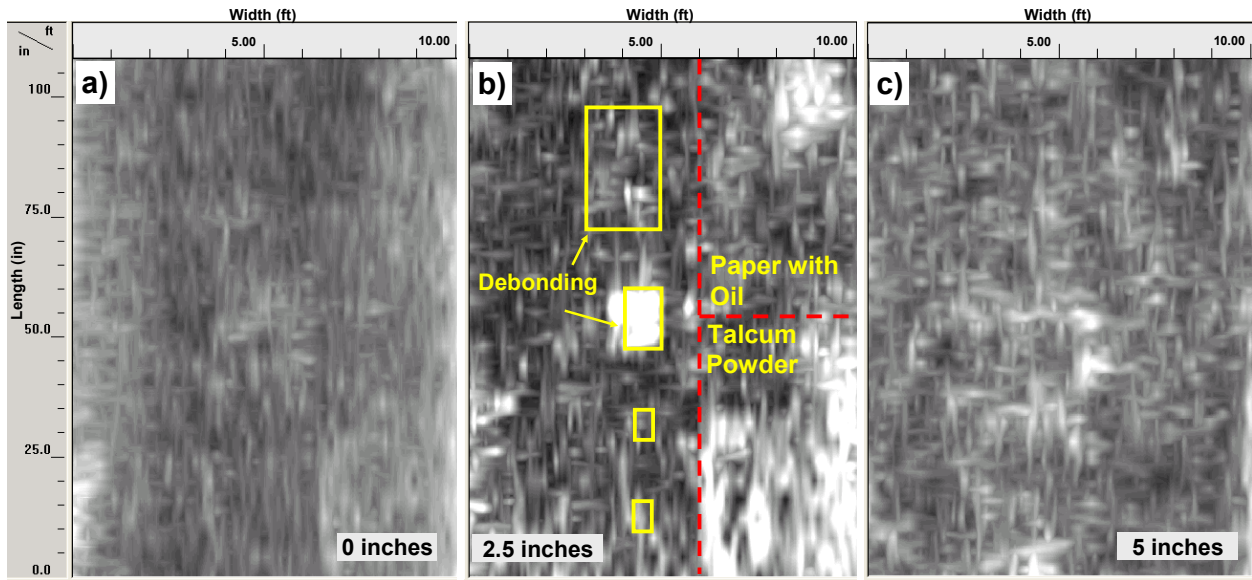 Width (ft)
Width (ft)
Width (ft)
ft
in
5.00
10.00
5.00
10.00
5.00
10.00
a)
b)
c)
100
75.0
50.0
25.0
0.0
Length (in)
Debonding
Paper with
Oil
Talcum
Powder
0 inches
2.5 inches
5 inches